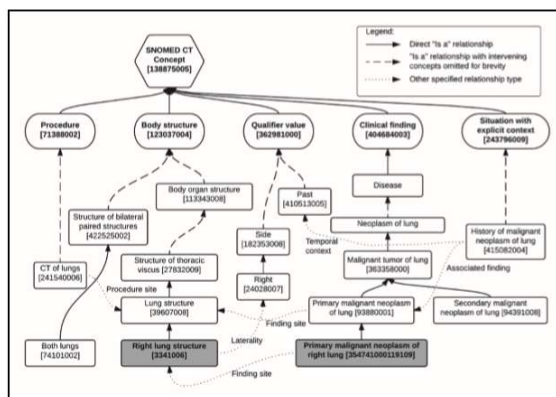 SNOMED CT
Concept
[138875005]
Legend:
Direct "Is a" relationship
"Is a" relationship with intervening
concepts omitted for brevity
Other specified relationship type
Procedure
[71388002]
Body structure
[123037004]
Qualifier value
[362981000]
Clinical finding
[404684003]
Situation with
explicit context
[243796009]
Body organ structure
[113343008]
Past
[410513005]
Disease
Structure of bilateral
paired structures
[422525002]
Neoplasm of lung
Side
[182353008]
Temporal
context
History of malignant
neoplasm of lung
[415082004]
CT of lungs
[241540006]
Structure of thoracic
viscus [27832009]
Malignant tumor of lung
[363358000]
Right
[24028007]
Associated finding
Procedure site
Lung structure
[39607008]
Finding site
Primary malignant neoplasm
of lung [93880001]
Secondary malignant
neoplasm of lung [94391008]
Both lungs
[74101002]
Right lung structure
[3341006]
Laterality
Primary malignant neoplasm of
right lung [354741000119109]
Finding site